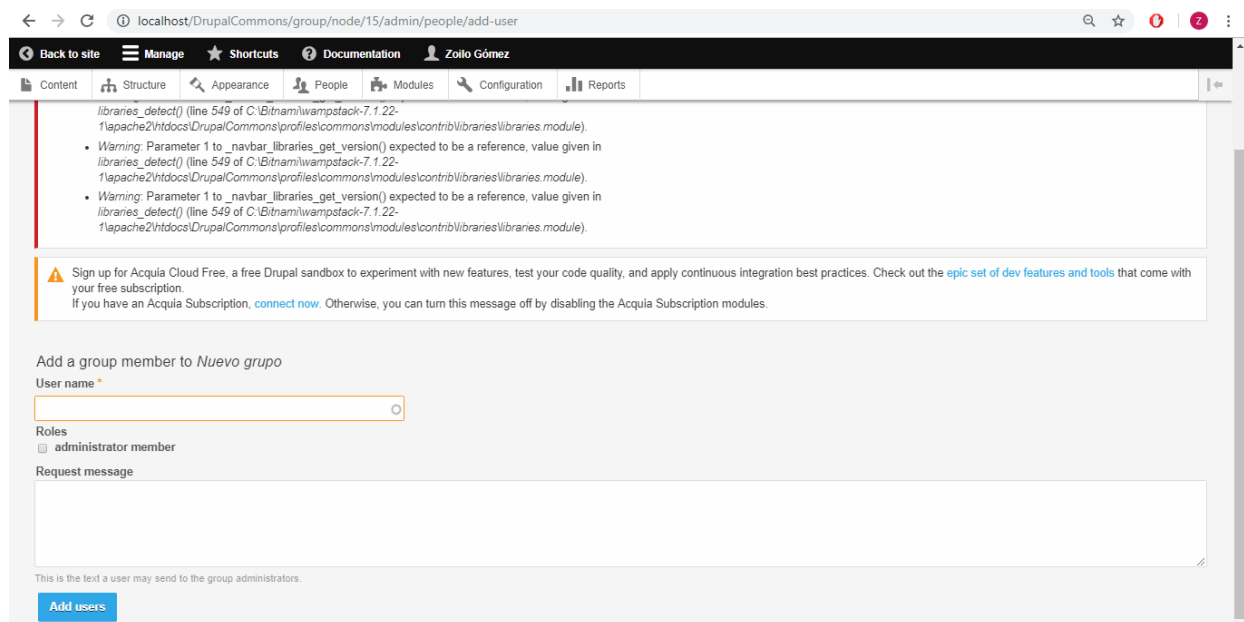 localhost/DrupalCommons/group/node/15/admin/people/add-user
Z
Back to site Manage Shortcuts Documentation Zoilo Gómez
Content Structure Appearance People Modules Configuration Reports
libraries_detect() (line 549 of C:\Bitnami\wampstack-7.1.22-
1\apache2\htdocs\DrupalCommons\profiles\commons\modules\contrib\libraries\libraries.module).
Warning: Parameter 1 to _navbar_libraries_get_version() expected to be a reference, value given in
libraries_detect() (line 549 of C:\Bitnami\wampstack-7.1.22-
1\apache2\htdocs\DrupalCommons\profiles\commons\modules\contrib\libraries\libraries.module).
Warning: Parameter 1 to _navbar_libraries_get_version() expected to be a reference, value given in
libraries_detect() (line 549 of C:\Bitnami\wampstack-7.1.22-
1\apache2\htdocs\DrupalCommons\profiles\commons\modules\contrib\libraries\libraries.module).
Sign up for Acquia Cloud Free, a free Drupal sandbox to experiment with new features, test your code quality, and apply continuous integration best practices. Check out the epic set of dev features and tools that come with
your free subscription.
If you have an Acquia Subscription, connect now. Otherwise, you can turn this message off by disabling the Acquia Subscription modules.
Add a group member to Nuevo grupo
User name *
Roles
administrator member
Request message
This is the text a user may send to the group administrators.
Add users